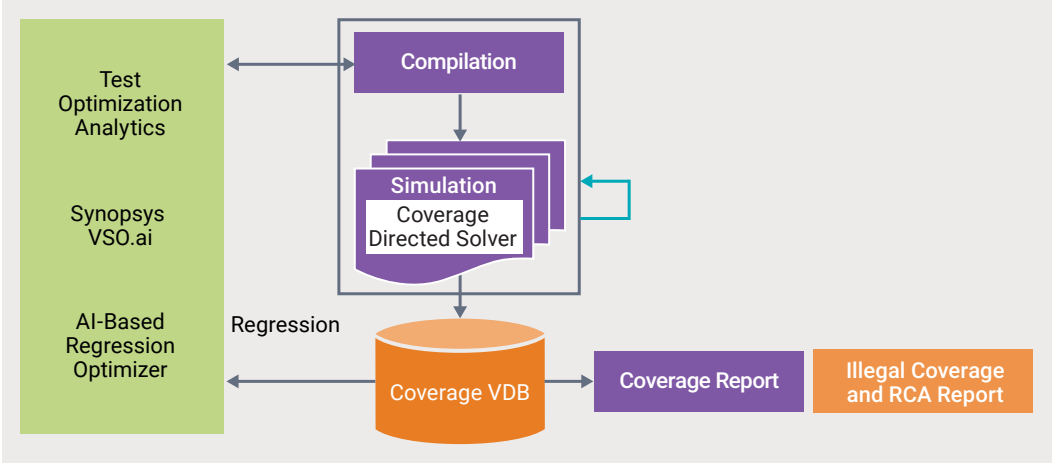 Test
Optimization
Analytics
Synopsys
VSO.ai
AI-Based
Regression
Optimizer
Compilation
Simulation
Coverage
Directed Solver
Regression
Coverage VDB
Coverage Report
Illegal Coverage
and RCA Report